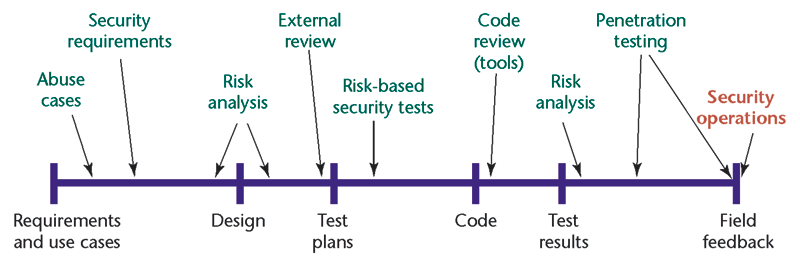 Security
requirements
External
review
Code
review
(tools)
Penetration
testing
Abuse
cases
Risk
analysis
Risk-based
security tests
Risk
analysis
Security
operations
Requirements
and use cases
Design
Test
plans
Code
Test
results
Field
feedback